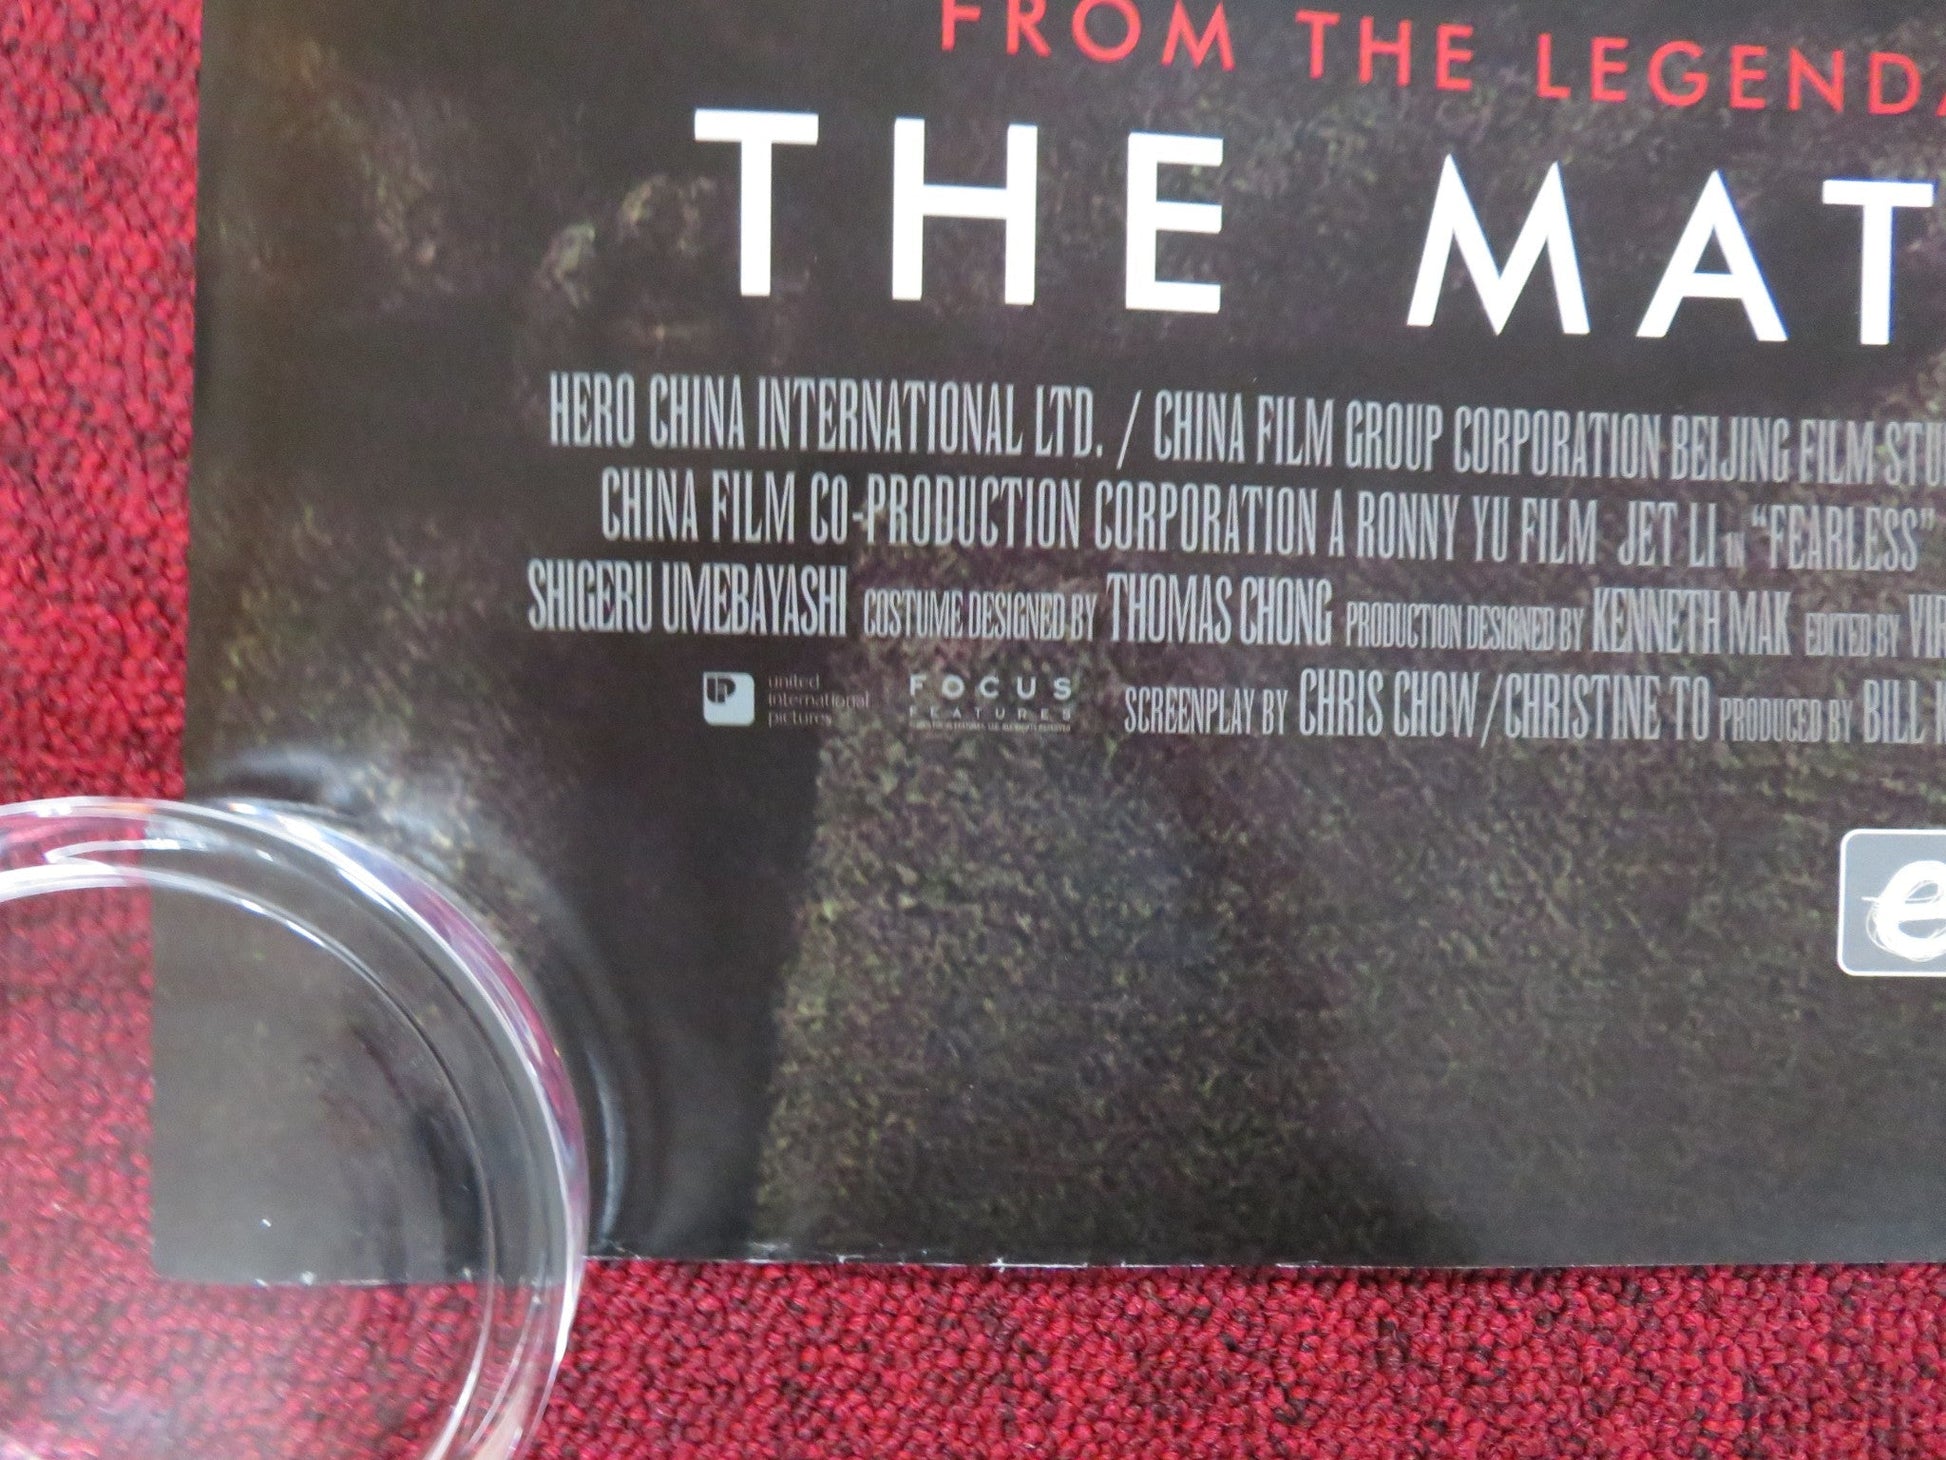 FROM THE LEGENDA
THE MAT
HERO CHINA INTERNATIONAL LTD. / CHINA FILM GROUP CORPORATION BEIJING FILM STU
CHINA FILM CO-PRODUCTION CORPORATION A RONNY YU FILM JET LI IN "FEARLESS"
SHIGERU UMEBAYASHI COSTUME DESIGNED BY THOMAS CHONG PRODUCTION DESIGNED BY KENNETH MAK EDITED BY VIR
united
international
pictures
FOCUS
FEATURES
SCREENPLAY BY CHRIS CHOW/CHRISTINE TO PRODUCED BY BILL K
e